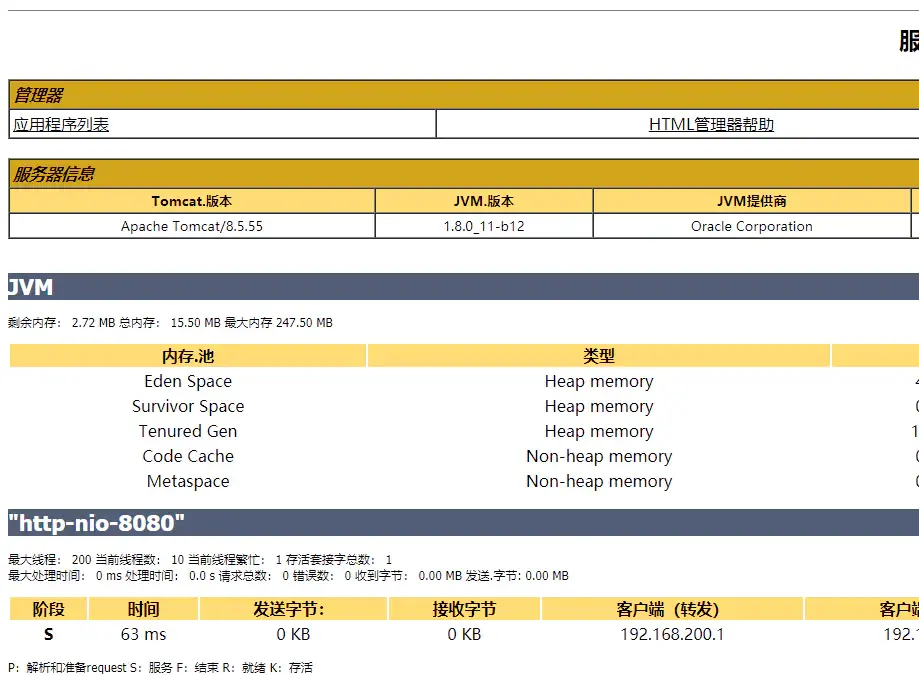 服
管理器
应用程序列表 HTML管理器帮助
服务器信息
Tomcat.版本 JVM.版本 JVM提供商
Apache Tomcat/8.5.55 1.8.0_11-b12 Oracle Corporation
JVM
剩余内存： 2.72 MB 总内存： 15.50 MB 最大内存 247.50 MB
内存.池 类型
Eden Space Heap memory
Survivor Space Heap memory
Tenured Gen Heap memory 1
Code Cache Non-heap memory
Metaspace Non-heap memory
"http-nio-8080"
最大线程： 200 当前线程数： 10 当前线程繁忙： 1 存活套接字总数： 1
最大处理时间： 0 ms 处理时间： 0.0 s 请求总数： 0 错误数： 0 收到字节： 0.00 MB 发送.字节: 0.00 MB
阶段 时间 发送字节： 接收字节 客户端（转发） 客户端
S 63 ms 0 KB 0 KB 192.168.200.1 192.
P：解析和准备request S：服务 F：结束 R：就绪 K：存活